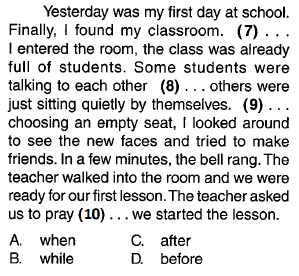 Yesterday was my first day at school.
Finally, I found my classroom. (7) . . .
I entered the room, the class was already
full of students. Some students were
talking to each other (8) . . . others were
just sitting quietly by themselves. (9) . . .
choosing an empty seat, I looked around
to see the new faces and tried to make
friends. In a few minutes, the bell rang. The
teacher walked into the room and we were
ready for our first lesson. The teacher asked
us to pray (10) . . . we started the lesson.
A. when C. after
B. while D. before